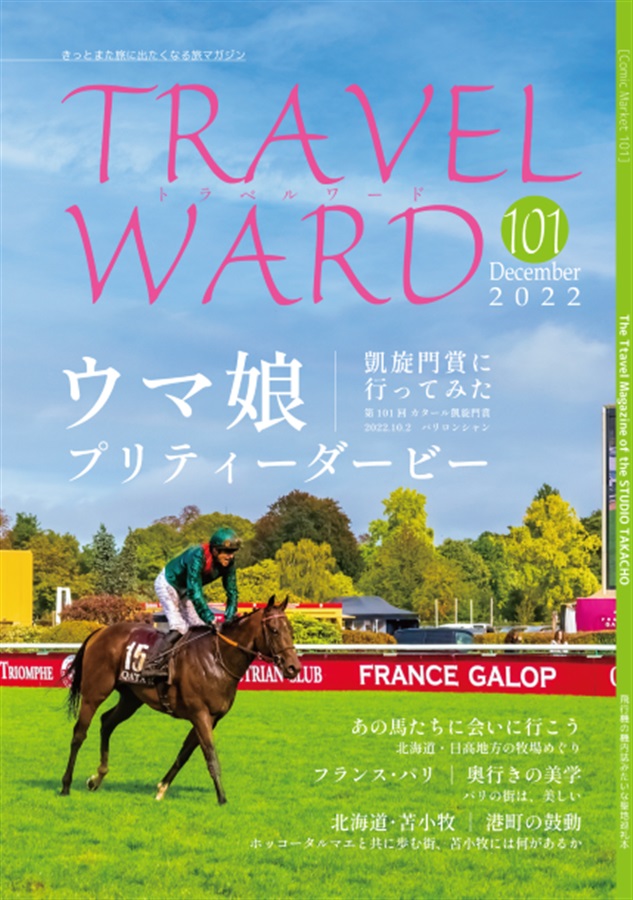 きっとまた旅に出たくなる旅マガジン
TRAVEL
トラベルワード
WARD
101
December
2022
ウマ娘
プリティーダービー
凱旋門賞に
行ってみた
第101回 カタール凱旋門賞
2022.10.2 パリロンシャン
TRIOMPHE
TRIAN CLUB
FRANCE GALOP
15
QATAR
あの馬たちに会いに行こう
北海道・日高地方の牧場めぐり
フランス・パリ｜奥行きの美学
パリの街は、美しい
北海道・苫小牧｜港町の鼓動
ホッコータルマエと共に歩む街、苫小牧には何があるか
[Comic Market 101]
The Ttavel Magazine of the STUDIO TAKACHO
飛行機の機内誌みたいな聖地巡礼本